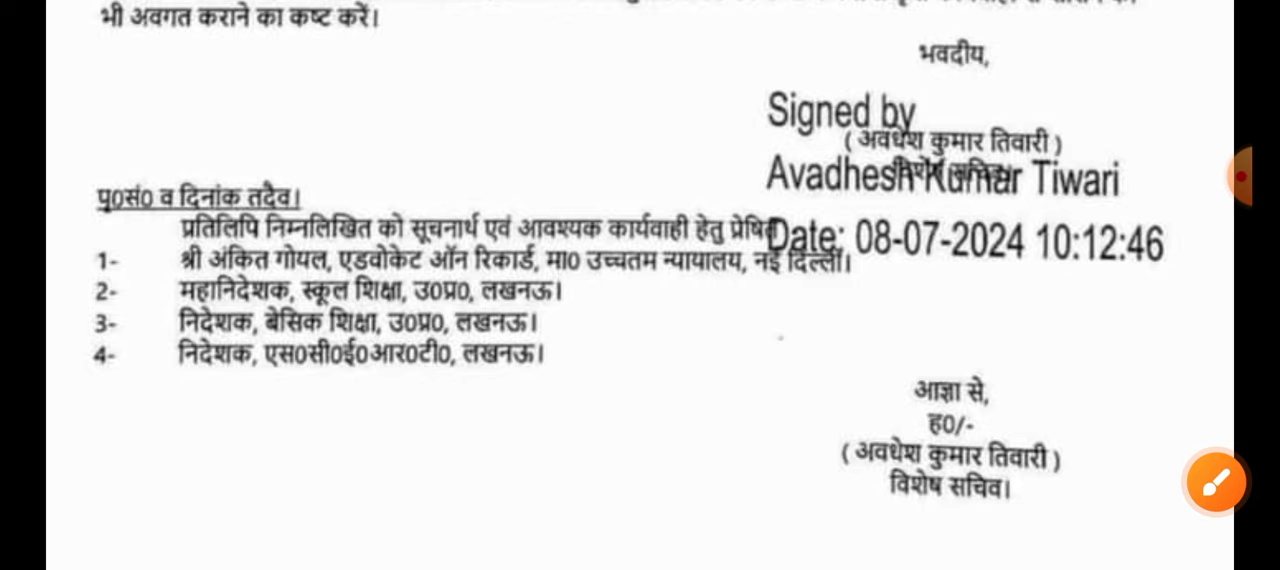 भी अवगत कराने का कष्ट करें।
भवदीय,
Signed by
( अवधेश कुमार तिवारी )
विशेष सचिव।
Avadhesh Kumar Tiwari
Date: 08-07-2024 10:12:46
पृ0सं0 व दिनांक तदैव।
प्रतिलिपि निम्नलिखित को सूचनार्थ एवं आवश्यक कार्यवाही हेतु प्रेषित
1- श्री अंकित गोयल, एडवोकेट ऑन रिकार्ड, मा0 उच्चतम न्यायालय, नई दिल्ली।
2- महानिदेशक, स्कूल शिक्षा, उ0प्र0, लखनऊ।
3- निदेशक, बेसिक शिक्षा, उ0प्र0, लखनऊ।
4- निदेशक, एस0सी0ई0आर0टी0, लखनऊ।
आज्ञा से,
ह0/-
( अवधेश कुमार तिवारी )
विशेष सचिव।